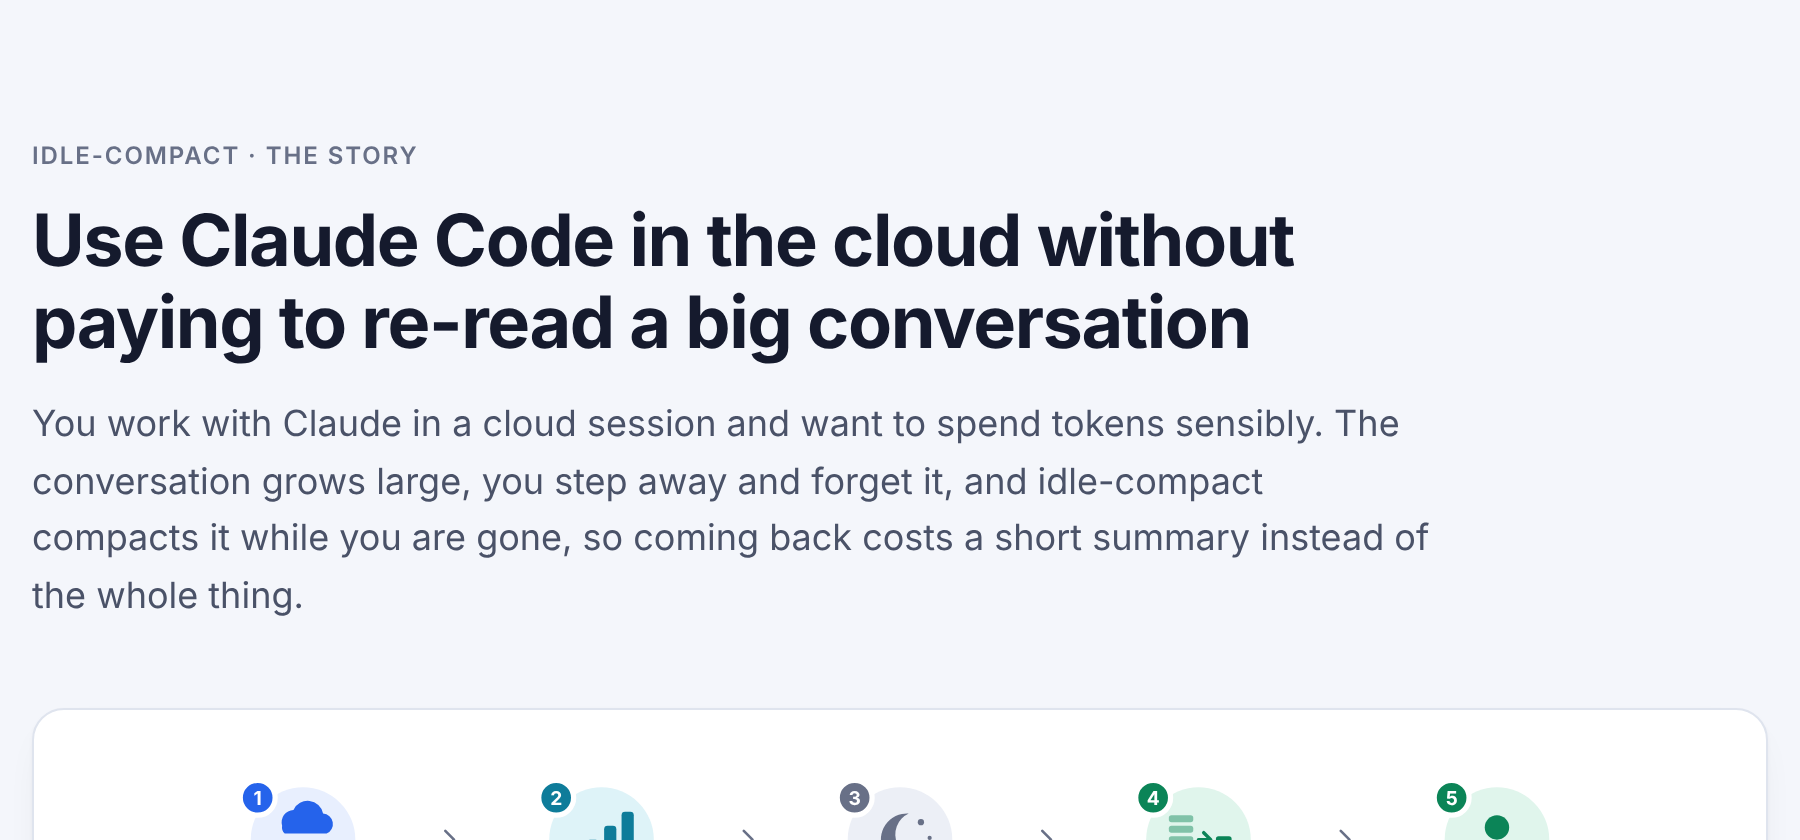 IDLE-COMPACT · THE STORY
Use Claude Code in the cloud without
paying to re-read a big conversation
You work with Claude in a cloud session and want to spend tokens sensibly. The
conversation grows large, you step away and forget it, and idle-compact
compacts it while you are gone, so coming back costs a short summary instead of
the whole thing.
1 2 3 4 5